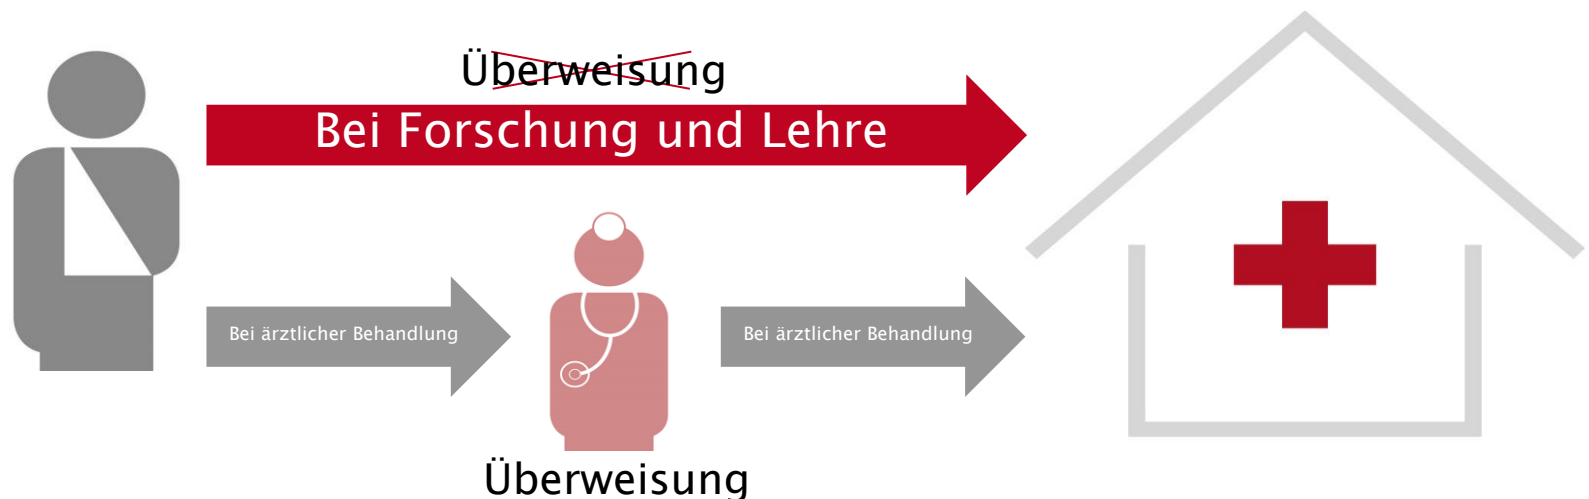 Überweisung
Bei Forschung und Lehre
Bei ärztlicher Behandlung
Bei ärztlicher Behandlung
Überweisung